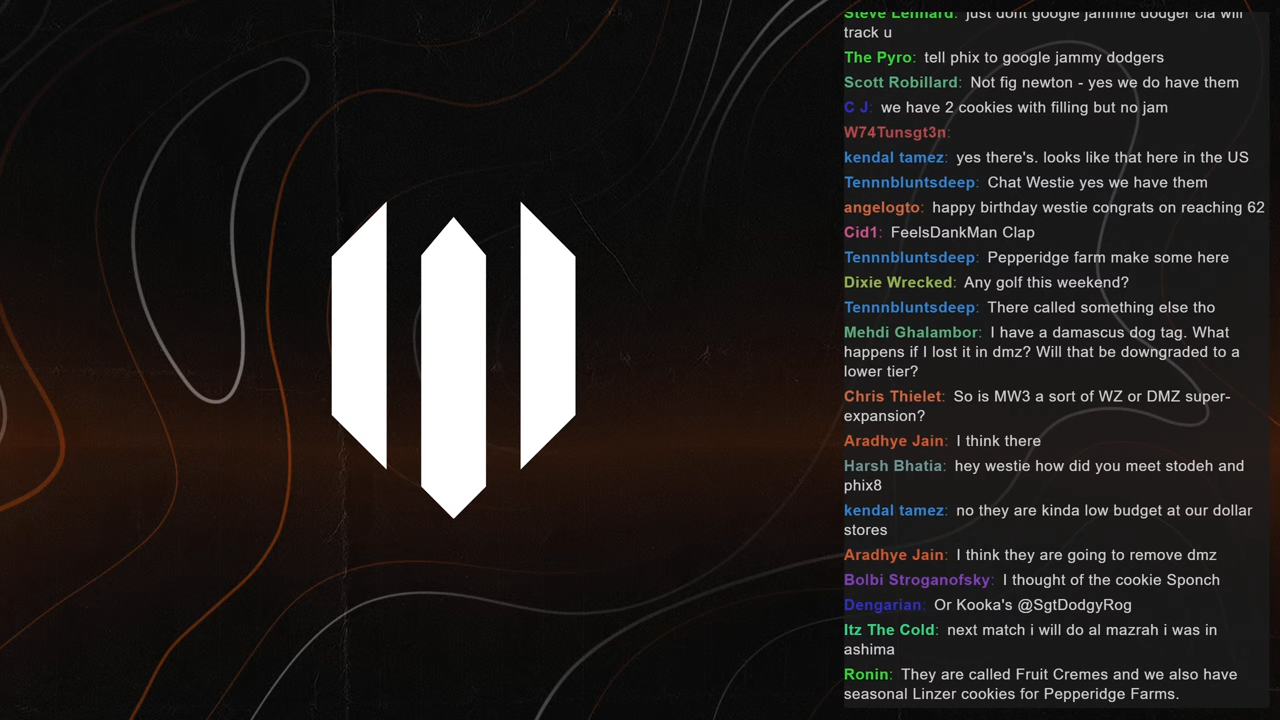 Steve Lennard: just dont google jammie dodger cia will
track u
The Pyro: tell phix to google jammy dodgers
Scott Robillard: Not fig newton - yes we do have them
C J: we have 2 cookies with filling but no jam
W74Tunsgt3n:
kendal tamez: yes there's. looks like that here in the US
Tennnbluntsdeep: Chat Westie yes we have them
angelogto: happy birthday westie congrats on reaching 62
Cid1: FeelsDankMan Clap
Tennnbluntsdeep: Pepperidge farm make some here
Dixie Wrecked: Any golf this weekend?
Tennnbluntsdeep: There called something else tho
Mehdi Ghalambor: I have a damascus dog tag. What
happens if I lost it in dmz? Will that be downgraded to a
lower tier?
Chris Thielet: So is MW3 a sort of WZ or DMZ super-
expansion?
Aradhye Jain: I think there
Harsh Bhatia: hey westie how did you meet stodeh and
phix8
kendal tamez: no they are kinda low budget at our dollar
stores
Aradhye Jain: I think they are going to remove dmz
Bolbi Stroganofsky: I thought of the cookie Sponch
Dengarian: Or Kooka's @SgtDodgyRog
Itz The Cold: next match i will do al mazrah i was in
ashima
Ronin: They are called Fruit Cremes and we also have
seasonal Linzer cookies for Pepperidge Farms.